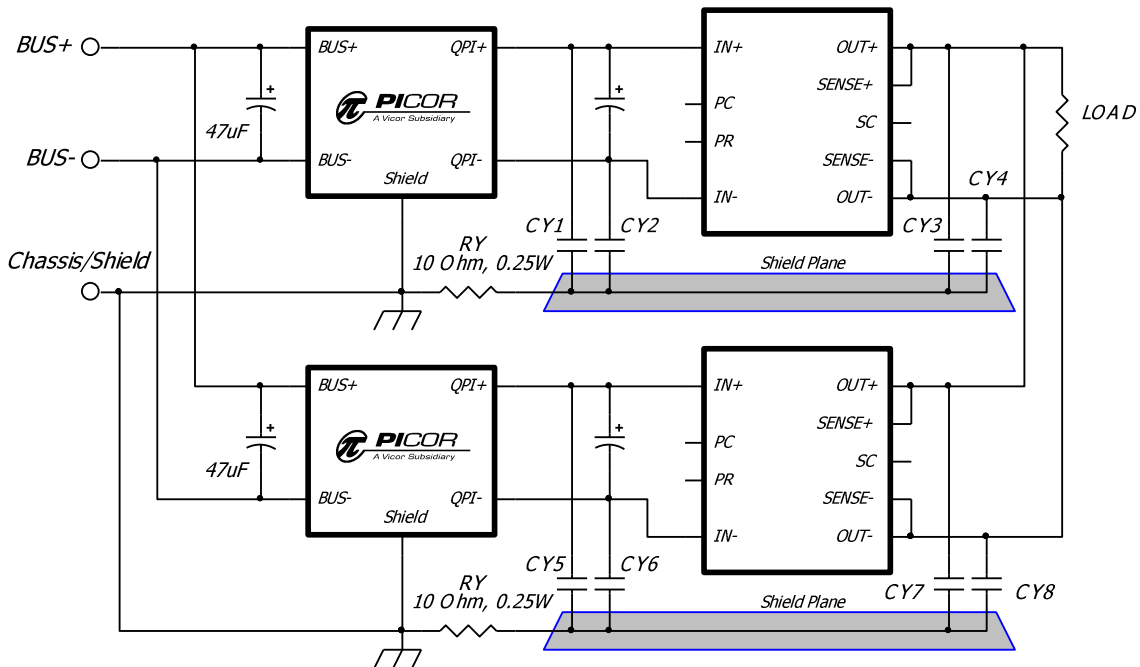 BUS+
BUS-
Chassis/Shield
47uF
BUS+
QPI+
PICOR
A Vicor Subsidiary
BUS-
QPI-
Shield
RY
10 Ohm, 0.25W
CY1
CY2
IN+
PC
PR
IN-
OUT+
SENSE+
SC
SENSE-
OUT-
CY3
CY4
LOAD
Shield Plane
47uF
BUS+
QPI+
PICOR
A Vicor Subsidiary
BUS-
QPI-
Shield
RY
10 Ohm, 0.25W
CY5
CY6
IN+
PC
PR
IN-
OUT+
SENSE+
SC
SENSE-
OUT-
CY7
CY8
Shield Plane